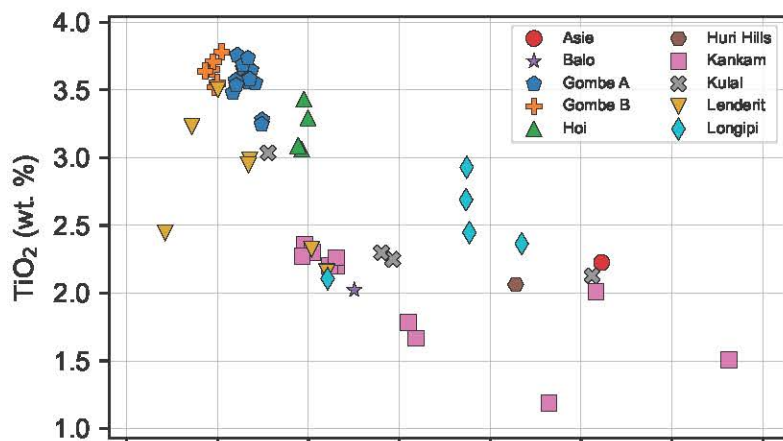 4.0
3.5
3.0
2.5
2.0
1.5
1.0
TiO₂ (wt. %)
Asie
Balo
Gombe A
Gombe B
Hoi
Huri Hills
Kankam
Kulal
Lenderit
Longipi